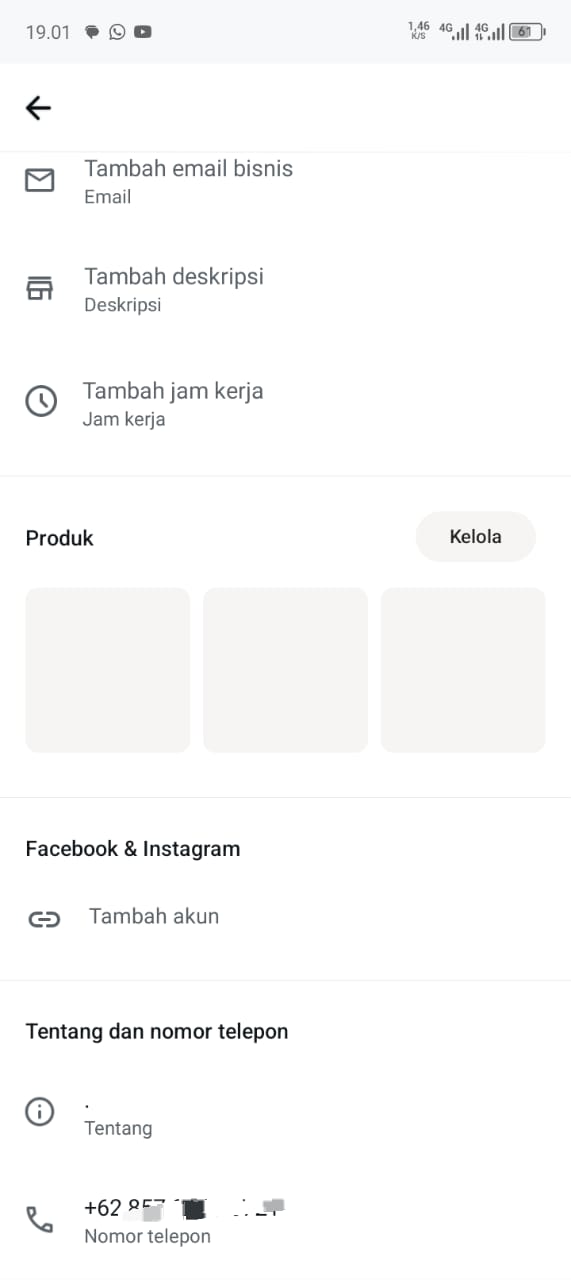 19.01
1,46
K/S
4G
4G
61
Tambah email bisnis
Email
Tambah deskripsi
Deskripsi
Tambah jam kerja
Jam kerja
Produk
Kelola
Facebook & Instagram
Tambah akun
Tentang dan nomor telepon
.
Tentang
+62
Nomor telepon